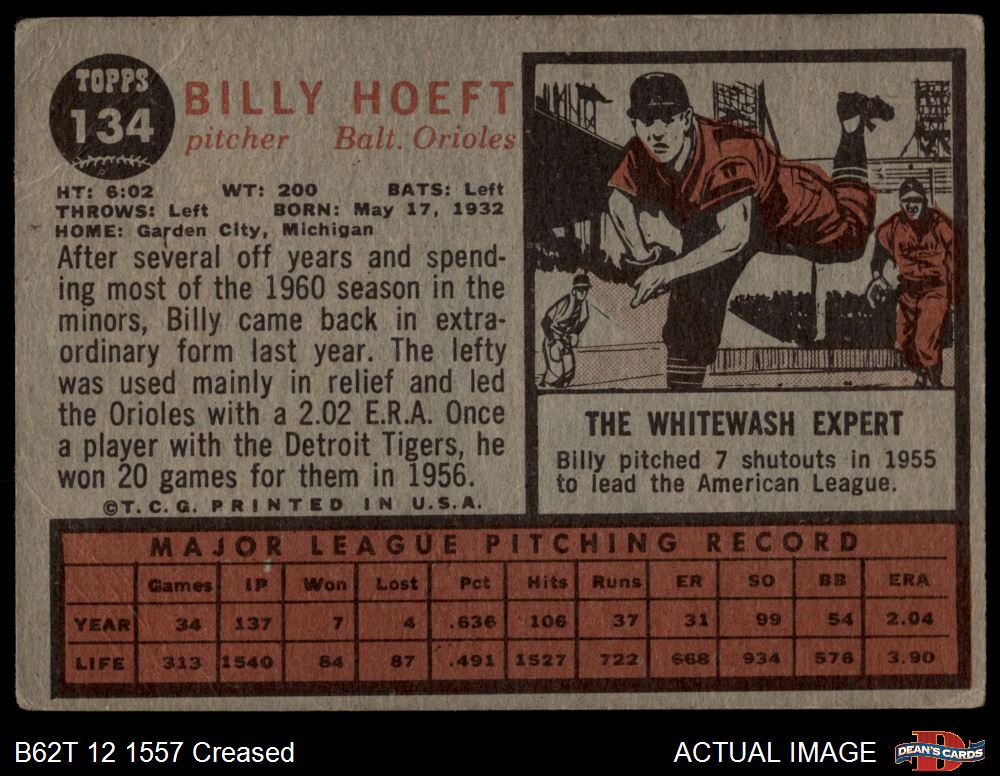 TOPPS
134
BILLY HOEFT
pitcher Balt. Orioles
HT: 6:02 WT: 200 BATS: Left
THROWS: Left BORN: May 17, 1932
HOME: Garden City, Michigan
After several off years and spend-
ing most of the 1960 season in the
minors, Billy came back in extra-
ordinary form last year. The lefty
was used mainly in relief and led
the Orioles with a 2.02 E.R.A. Once
a player with the Detroit Tigers, he
won 20 games for them in 1956.
©T. C. G. PRINTED IN U.S.A.
THE WHITEWASH EXPERT
Billy pitched 7 shutouts in 1955
to lead the American League.
MAJOR LEAGUE PITCHING RECORD
Games IP Won Lost Pct Hits Runs ER SO BB ERA
YEAR 34 137 7 4 .636 106 37 31 99 54 2.04
LIFE 313 1540 84 87 .491 1527 722 668 934 576 3.90
B62T 12 1557 Creased
ACTUAL IMAGE
D
DEAN'S CARDS